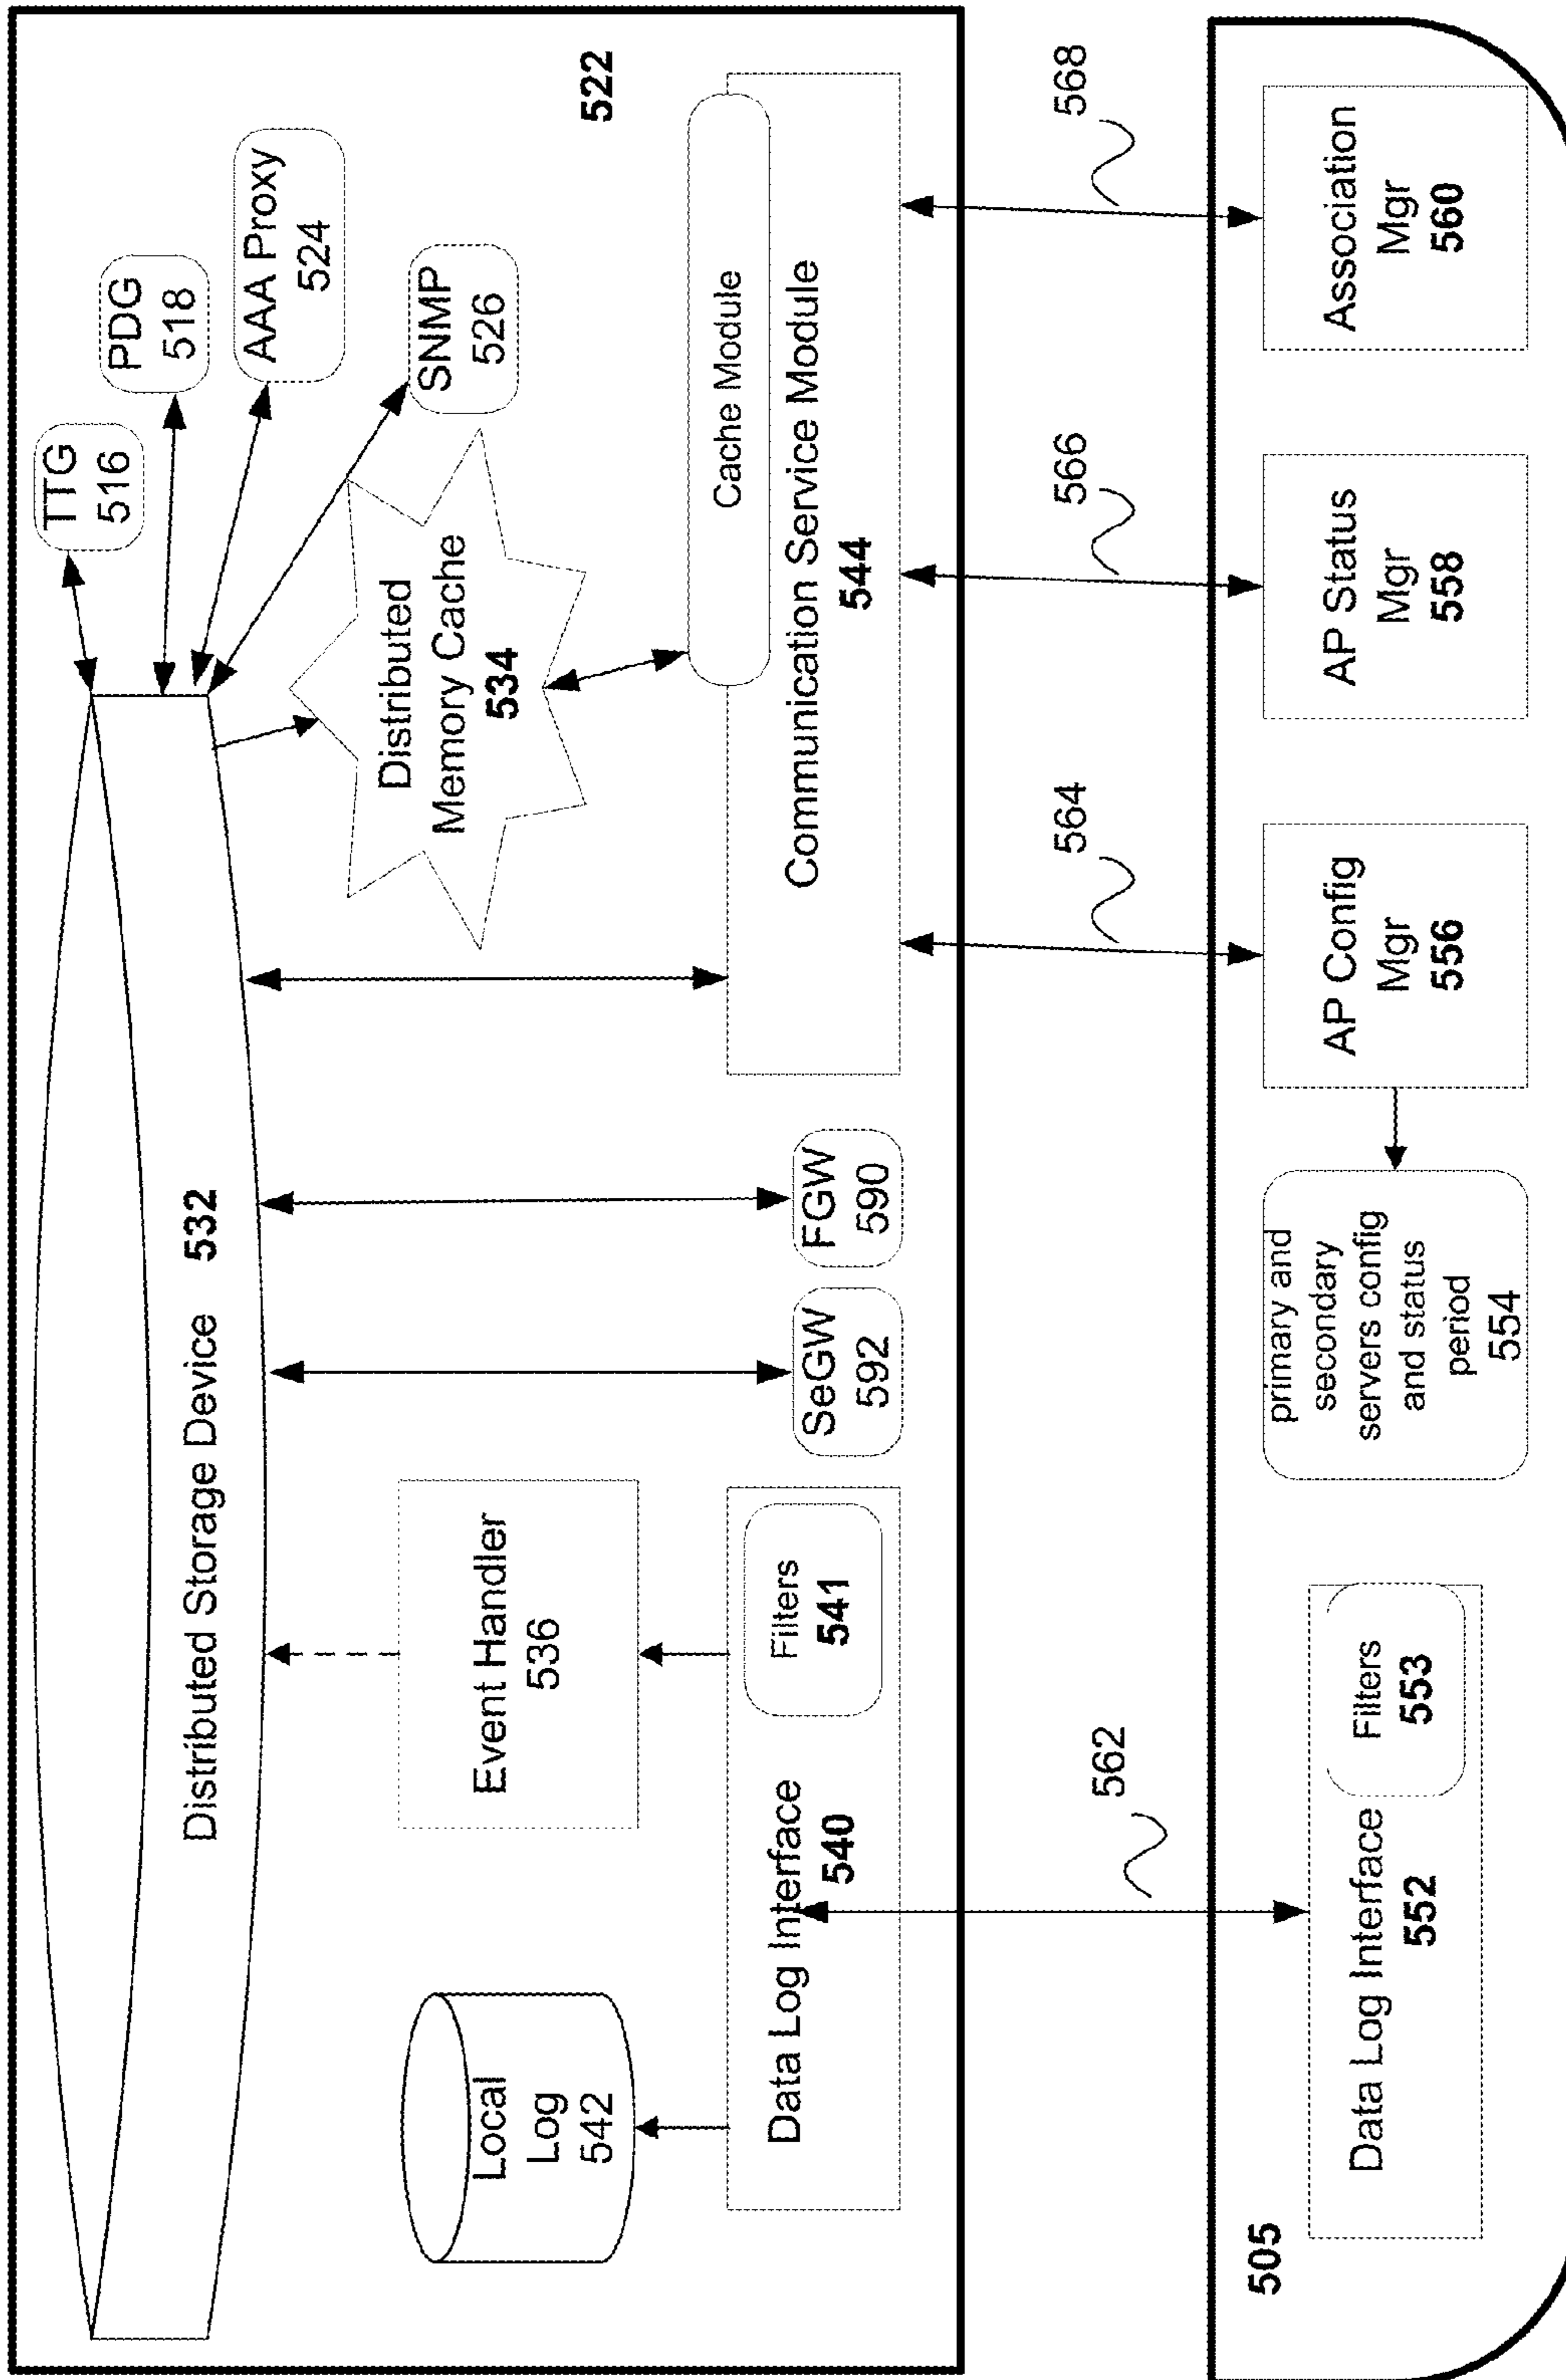 TTG
516
PDG
518
AAA Proxy
524
SNMP
526
522
Distributed Storage Device 532
Distributed
Memory Cache
534
Cache Module
Communication Service Module
544
Local
Log
542
Event Handler
536
Data Log Interface
540
Filters
541
SeGW
592
FGW
590
562
564
566
568
505
Data Log Interface
552
Filters
553
primary and
secondary
servers config
and status
period
554
AP Config
Mgr
556
AP Status
Mgr
558
Association
Mgr
560